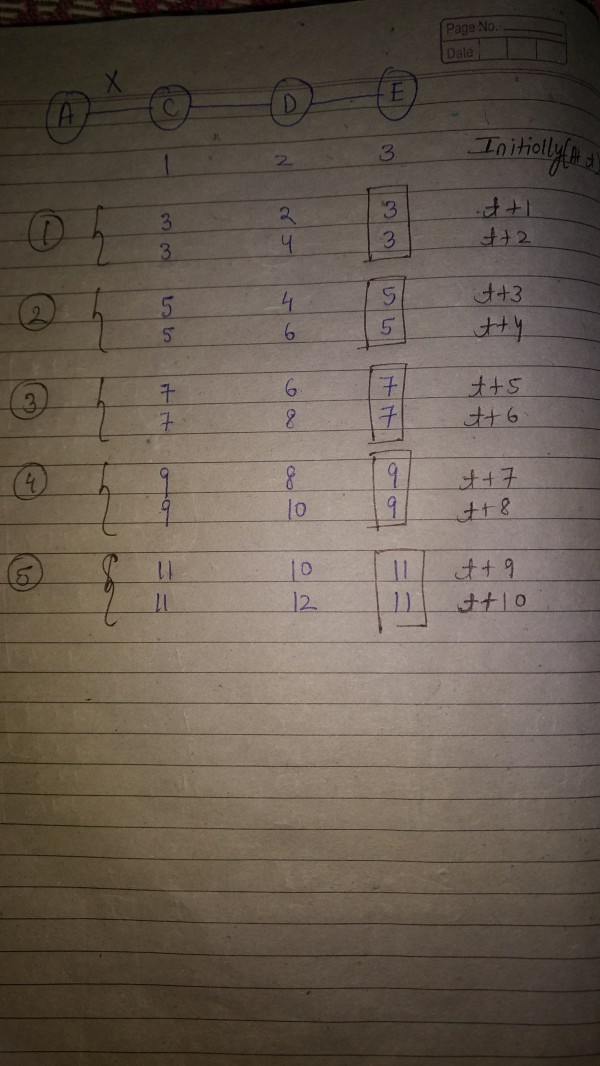 Page No.
Date
X
A C D E
1 2 3 Initially (At t)
1 3 2 3 t+1
3 4 3 t+2
2 5 4 5 t+3
5 6 5 t+4
3 7 6 7 t+5
7 8 7 t+6
4 9 8 9 t+7
9 10 9 t+8
5 11 10 11 t+9
11 12 11 t+10